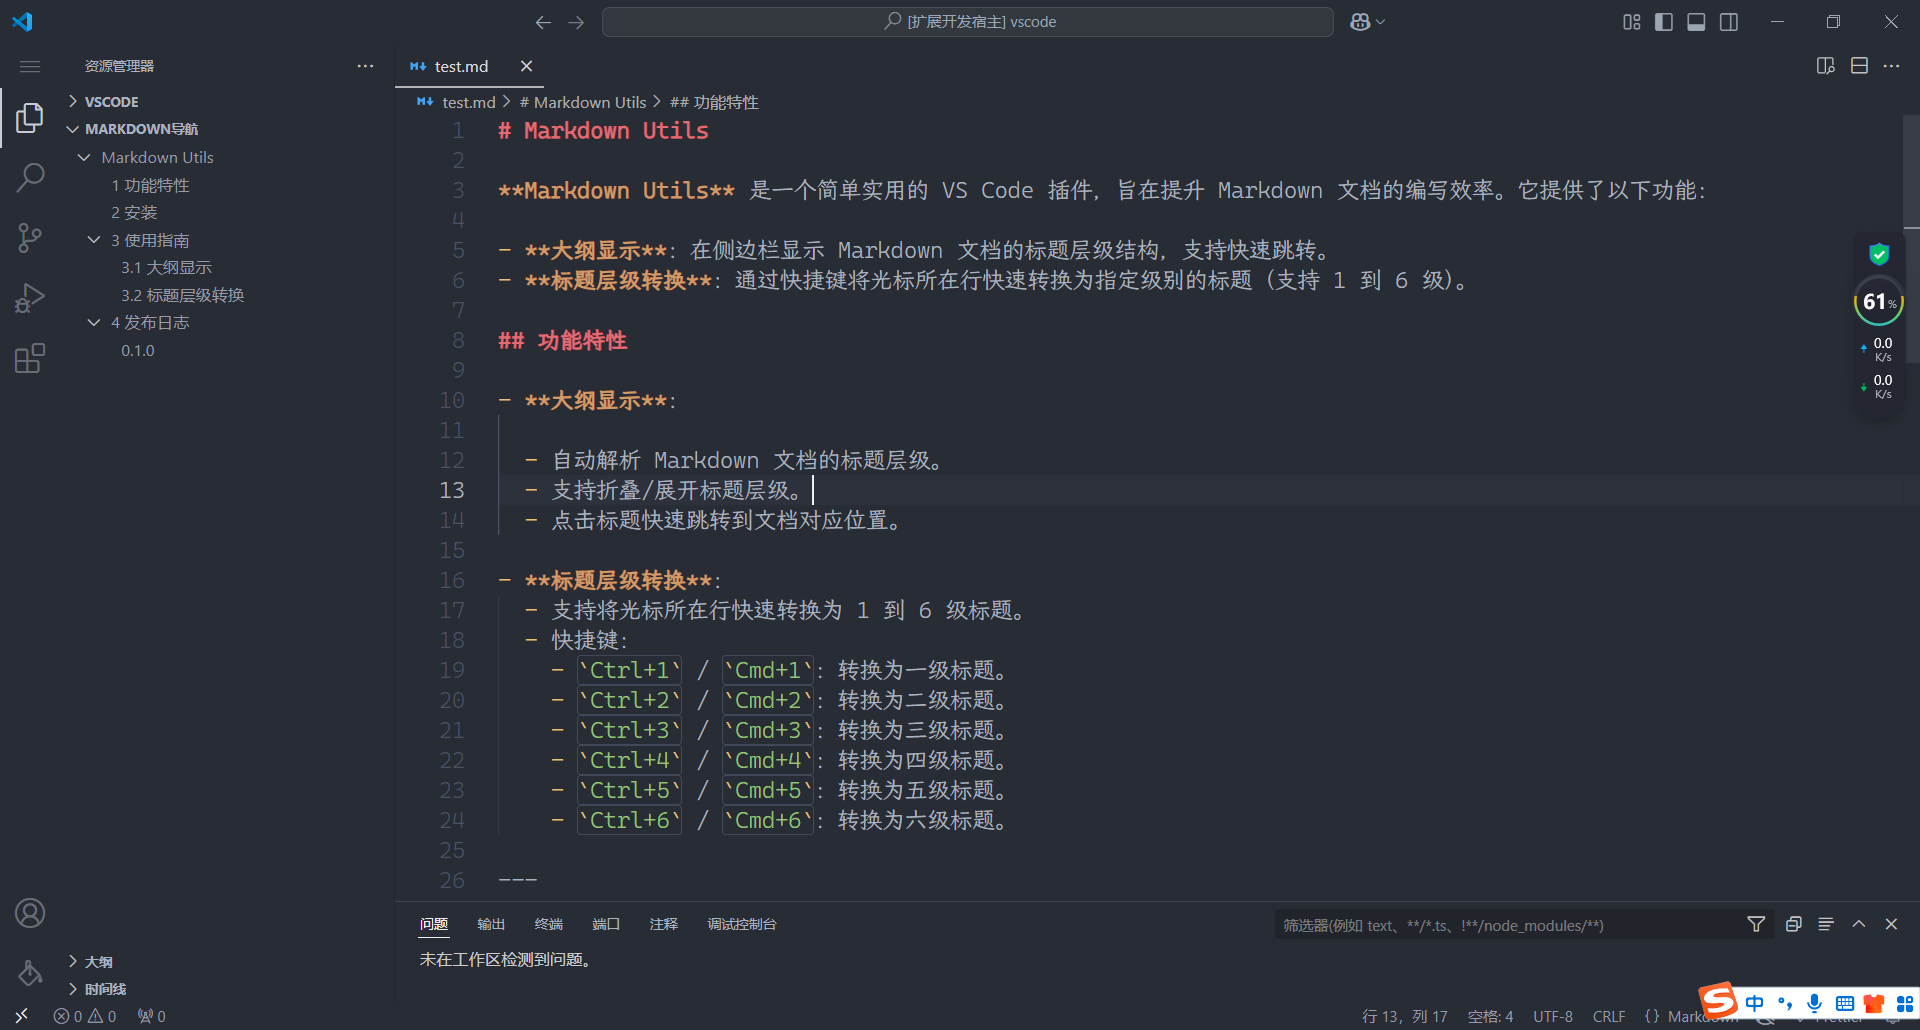 [扩展开发宿主] vscode
资源管理器
VSCODE
MARKDOWN导航
Markdown Utils
1 功能特性
2 安装
3 使用指南
3.1 大纲显示
3.2 标题层级转换
4 发布日志
0.1.0
大纲
时间线
test.md
test.md > # Markdown Utils > ## 功能特性
1 # Markdown Utils
2
3 **Markdown Utils** 是一个简单实用的 VS Code 插件，旨在提升 Markdown 文档的编写效率。它提供了以下功能：
4
5 - **大纲显示**：在侧边栏显示 Markdown 文档的标题层级结构，支持快速跳转。
6 - **标题层级转换**：通过快捷键将光标所在行快速转换为指定级别的标题（支持 1 到 6 级）。
7
8 ## 功能特性
9
10 - **大纲显示**：
11
12 - 自动解析 Markdown 文档的标题层级。
13 - 支持折叠/展开标题层级。
14 - 点击标题快速跳转到文档对应位置。
15
16 - **标题层级转换**：
17 - 支持将光标所在行快速转换为 1 到 6 级标题。
18 - 快捷键：
19 - `Ctrl+1` / `Cmd+1`：转换为一级标题。
20 - `Ctrl+2` / `Cmd+2`：转换为二级标题。
21 - `Ctrl+3` / `Cmd+3`：转换为三级标题。
22 - `Ctrl+4` / `Cmd+4`：转换为四级标题。
23 - `Ctrl+5` / `Cmd+5`：转换为五级标题。
24 - `Ctrl+6` / `Cmd+6`：转换为六级标题。
25
26 ---
61%
0.0
K/s
0.0
K/s
问题 输出 终端 端口 注释 调试控制台
筛选器(例如 text、**/*.ts、!**/node_modules/**)
未在工作区检测到问题。
S 中
0 0 0 行 13，列 17 空格: 4 UTF-8 CRLF {}